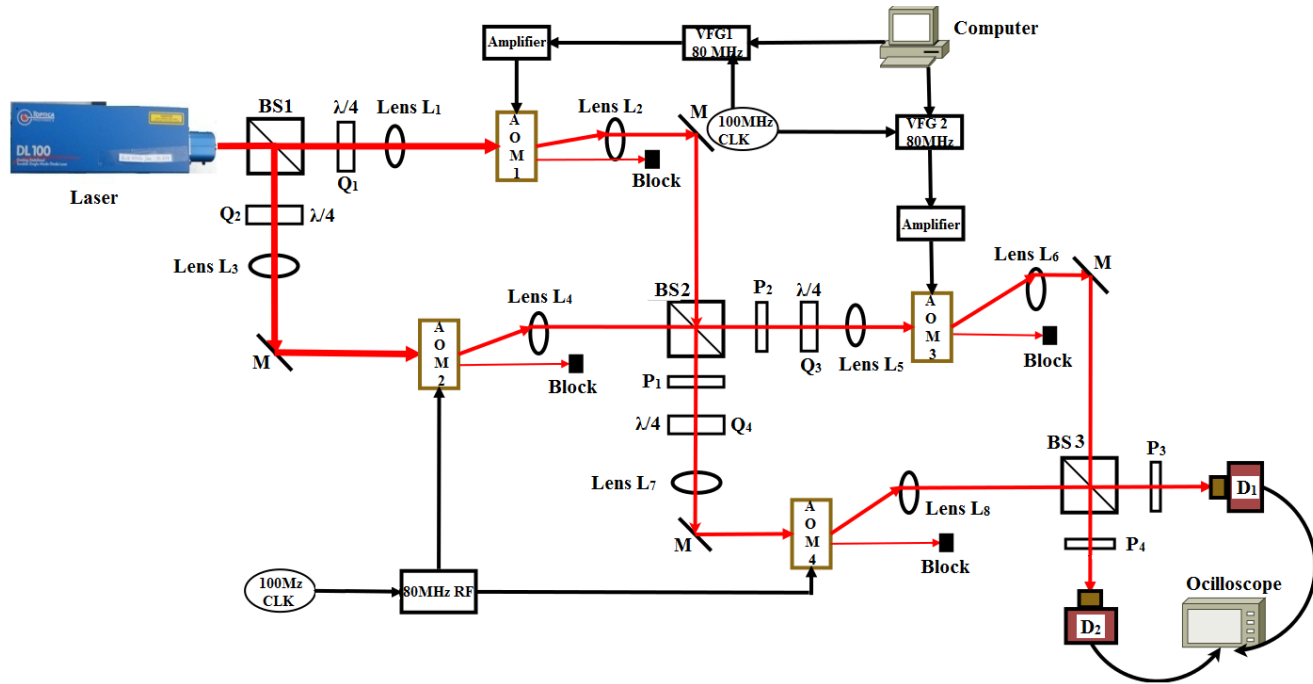 Computer
VFG1
80 MHz
Amplifier
100MHz
CLK
VFG 2
80MHz
BS1
λ/4
Lens L1
Lens L2
M
TOPTICA
DL 100
A
O
M
1
Block
Laser
Q1
Q2
λ/4
Amplifier
Lens L3
Lens L6
M
BS2
P2
λ/4
Lens L4
A
O
M
2
A
O
M
3
M
Block
Q3
Lens L5
Block
P1
λ/4
Q4
BS 3
P3
Lens L7
D1
A
O
M
4
Lens L8
M
P4
Block
100Mz
CLK
80MHz RF
Ocilloscope
D2